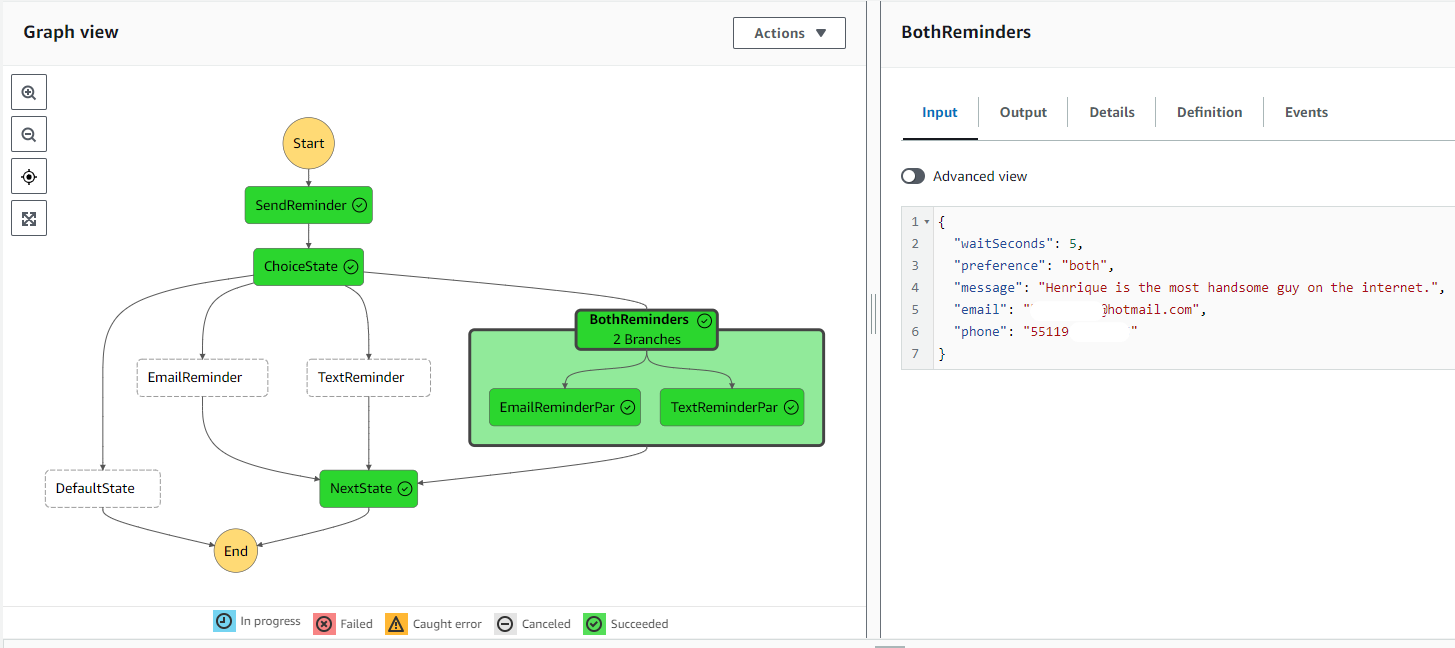 Graph view
Actions
Start
SendReminder
ChoiceState
BothReminders
2 Branches
EmailReminder
TextReminder
EmailReminderPar
TextReminderPar
DefaultState
NextState
End
In progress
Failed
Caught error
Canceled
Succeeded
BothReminders
Input
Output
Details
Definition
Events
Advanced view
1 {
2 "waitSeconds": 5,
3 "preference": "both",
4 "message": "Henrique is the most handsome guy on the internet.",
5 "email": "@hotmail.com",
6 "phone": "55119"
7 }